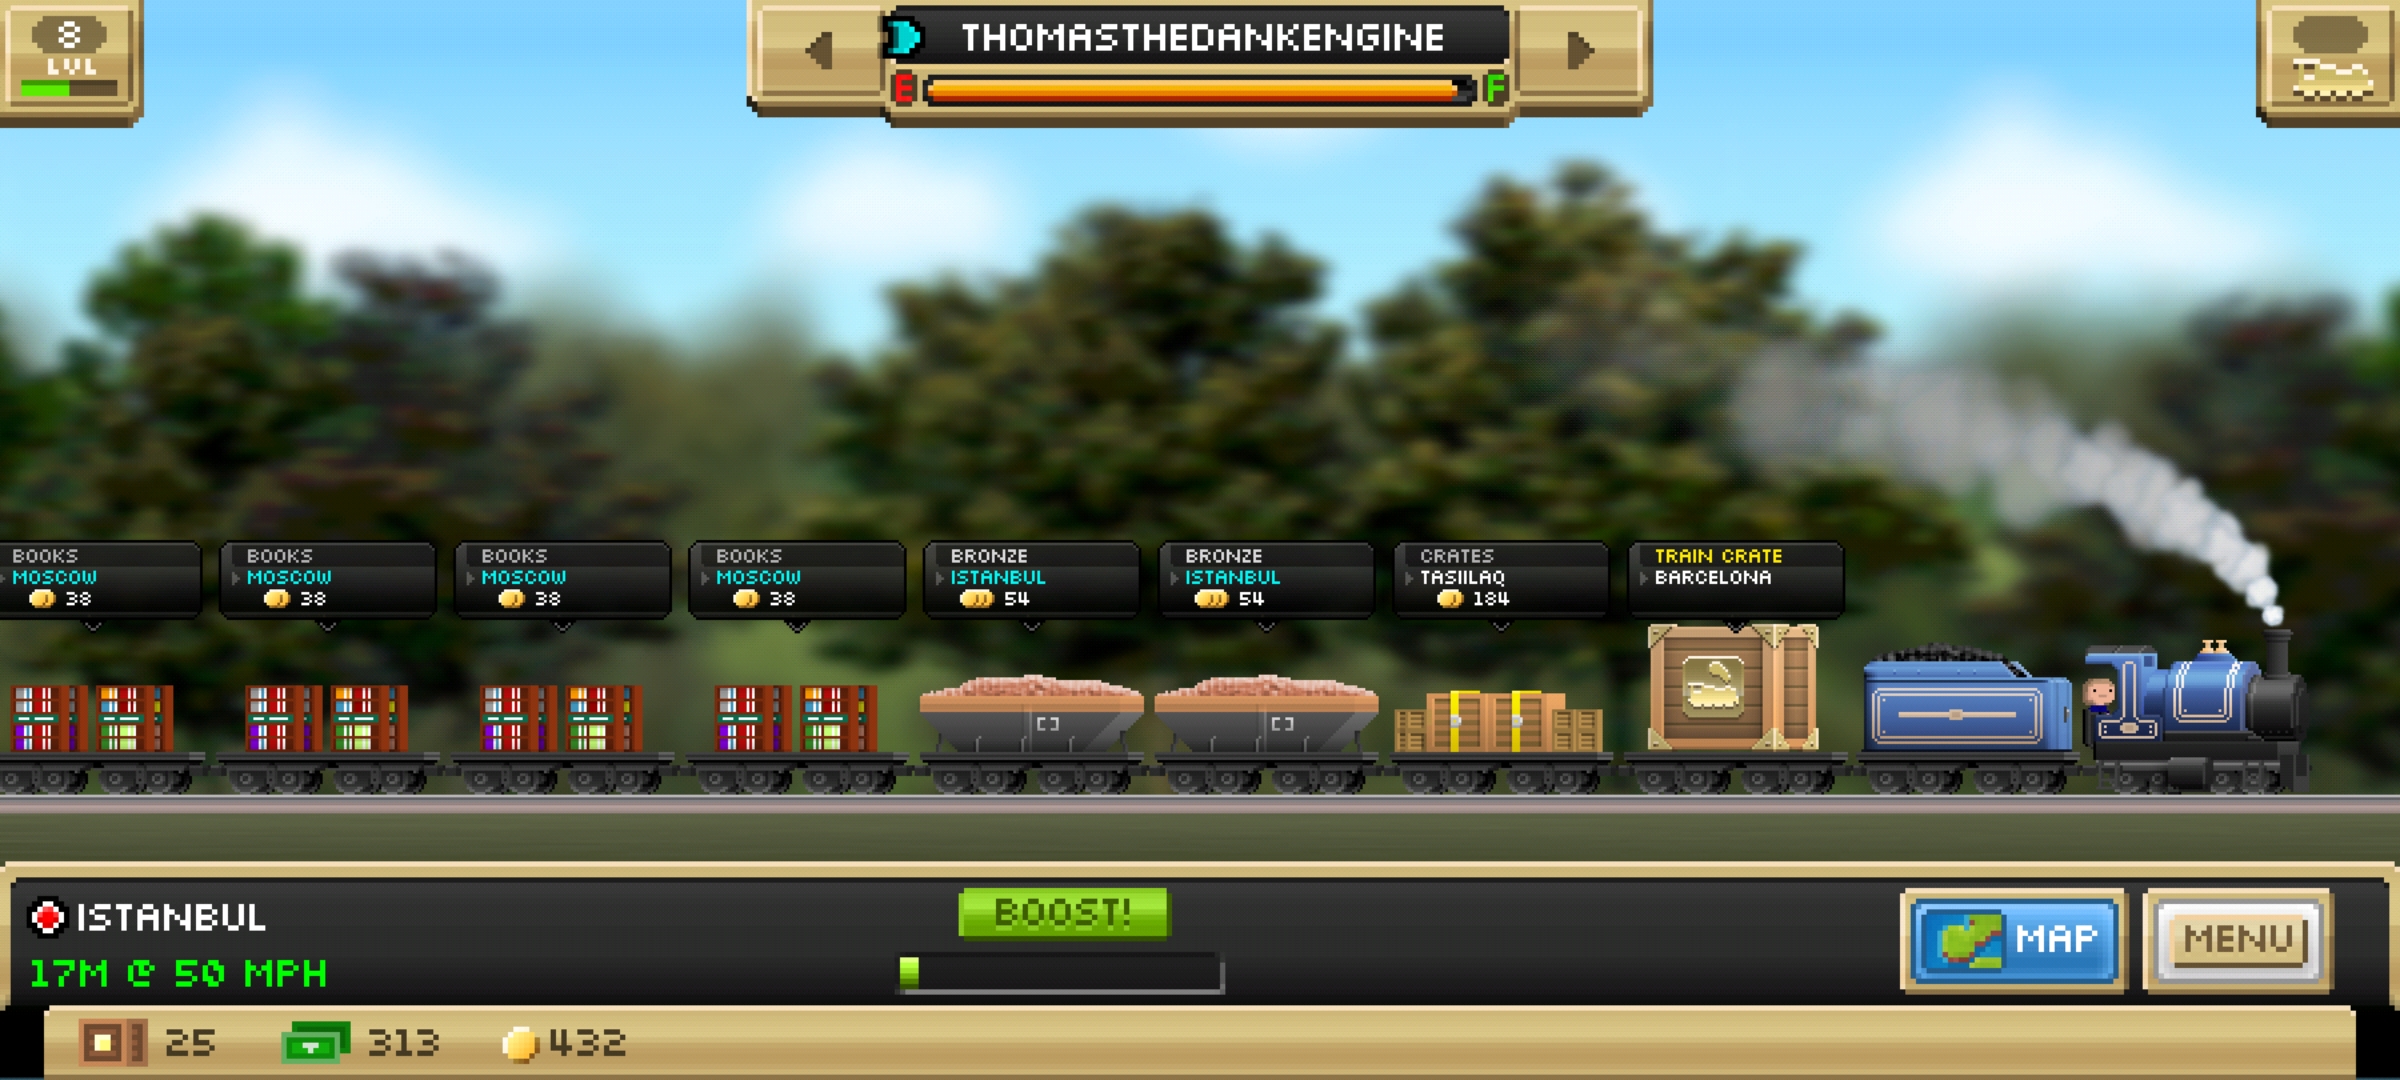 8
LVL
THOMASTHEDANKENGINE
E F
BOOKS
MOSCOW
38
BOOKS
MOSCOW
38
BOOKS
MOSCOW
38
BOOKS
MOSCOW
38
BRONZE
ISTANBUL
54
BRONZE
ISTANBUL
54
CRATES
TASIILAQ
184
TRAIN CRATE
BARCELONA
ISTANBUL
17M @ 50 MPH
BOOST!
MAP
MENU
25
313
432